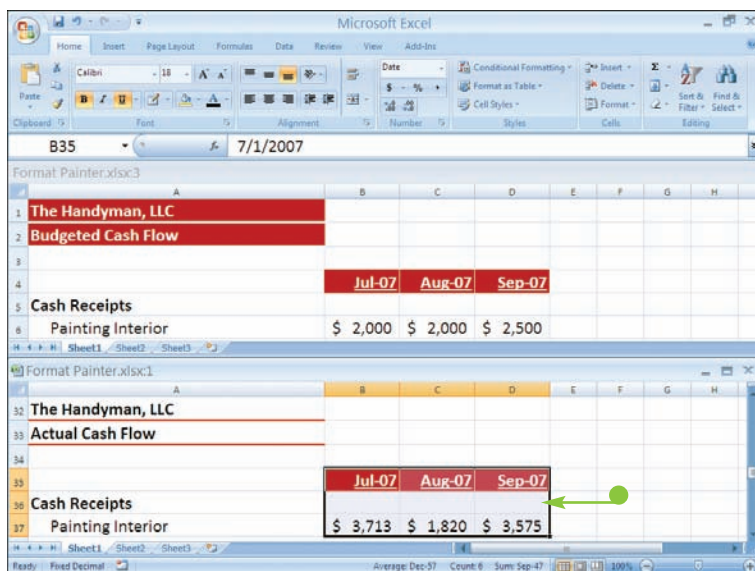 Microsoft Excel
Home Insert Page Layout Formulas Data Review View Add-Ins
Calibri 18 A A Date Conditional Formatting Insert Σ
Paste B I U A $ % , Format as Table Delete Sort & Find &
Cell Styles Format Filter Select
Clipboard Font Alignment Number Styles Cells Editing
B35 fx 7/1/2007
Format Painter.xlsx:3
A B C D E F G H
1 The Handyman, LLC
2 Budgeted Cash Flow
3
4 Jul-07 Aug-07 Sep-07
5 Cash Receipts
6 Painting Interior $ 2,000 $ 2,000 $ 2,500
Sheet1 Sheet2 Sheet3
Format Painter.xlsx:1
A B C D E F G H
32 The Handyman, LLC
33 Actual Cash Flow
34
35 Jul-07 Aug-07 Sep-07
36 Cash Receipts
37 Painting Interior $ 3,713 $ 1,820 $ 3,575
Sheet1 Sheet2 Sheet3
Ready Fixed Decimal Average: Dec-57 Count: 6 Sum: Sep-47 100%